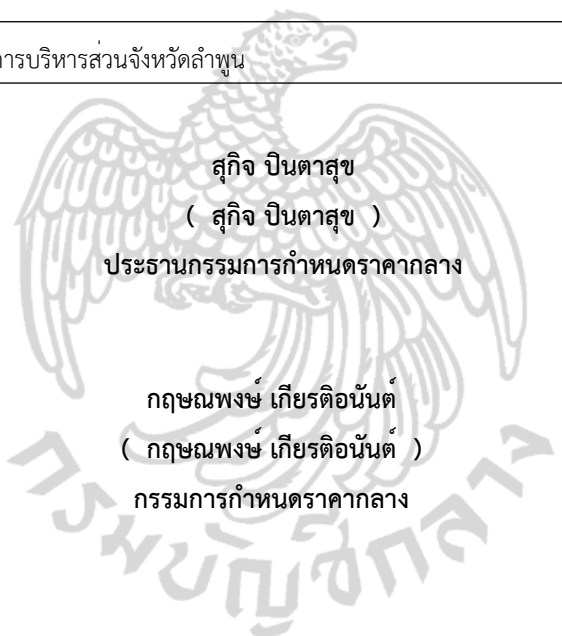 ารบริหารส่วนจังหวัดลำพูน
สุกิจ ปินตาสุข
( สุกิจ ปินตาสุข )
ประธานกรรมการกำหนดราคากลาง
กฤษณพงษ์ เกียรติอนันต์
( กฤษณพงษ์ เกียรติอนันต์ )
กรรมการกำหนดราคากลาง
กรมบัญชีกลาง